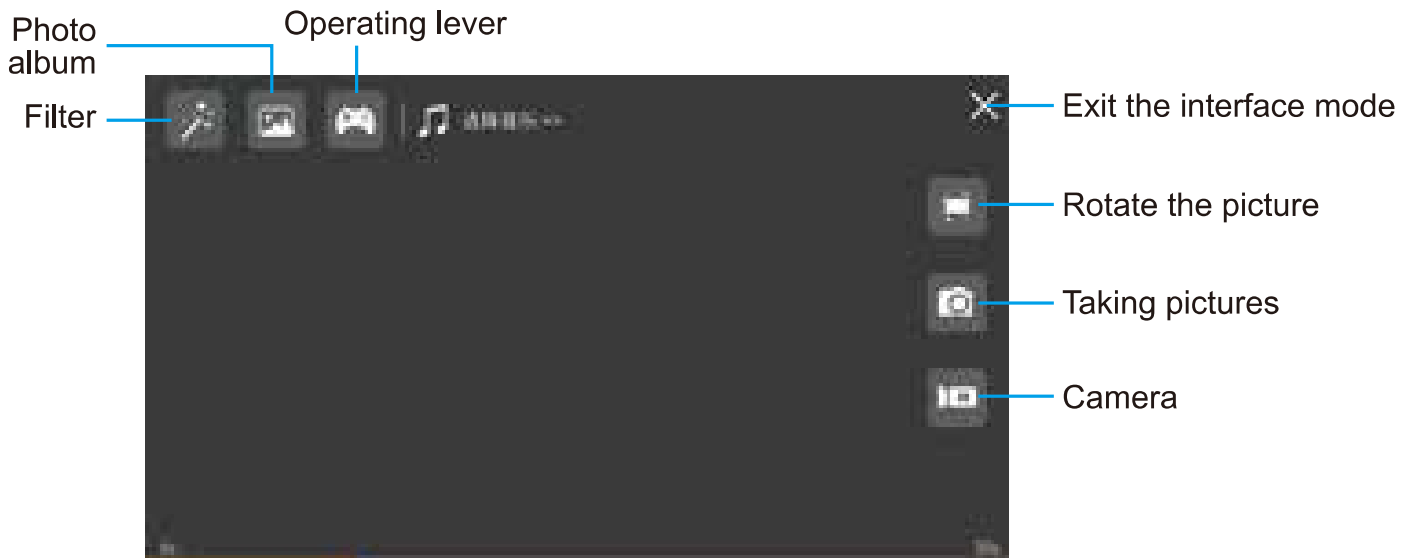 Photo
album
Operating lever
Filter
Exit the interface mode
Rotate the picture
Taking pictures
Camera